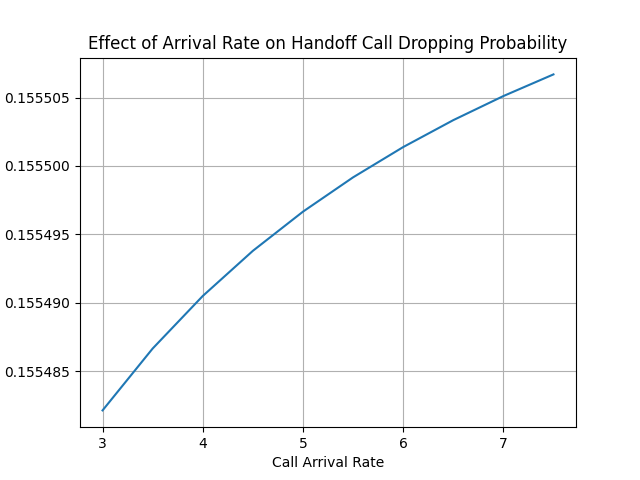 Effect of Arrival Rate on Handoff Call Dropping Probability
0.155505
0.155500
0.155495
0.155490
0.155485
3 4 5 6 7
Call Arrival Rate